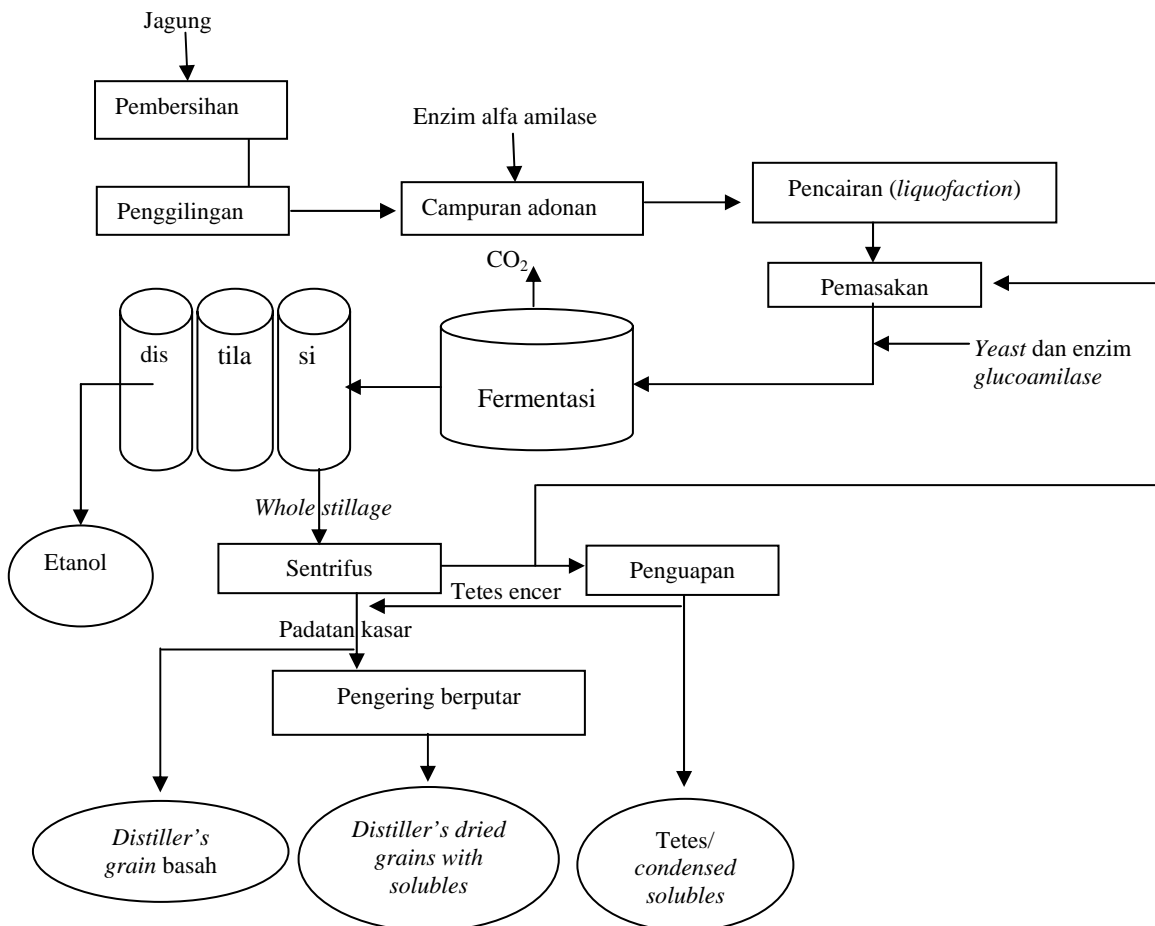 Jagung
Pembersihan
Enzim alfa amilase
Penggilingan
Campuran adonan
Pencairan (liquofaction)
CO2
Pemasakan
dis
tila
si
Fermentasi
Yeast dan enzim
glucoamilase
Whole stillage
Etanol
Sentrifus
Penguapan
Tetes encer
Padatan kasar
Pengering berputar
Distiller's
grain basah
Distiller's dried
grains with
solubles
Tetes/
condensed
solubles